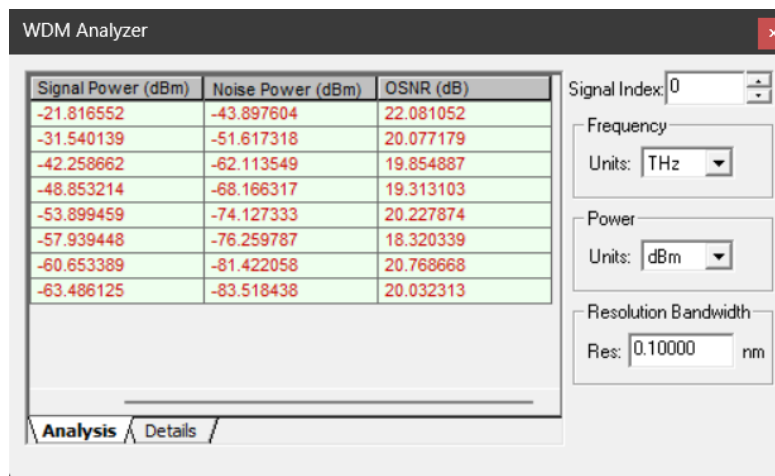 WDM Analyzer
Signal Power (dBm) Noise Power (dBm) OSNR (dB)
-21.816552 -43.897604 22.081052
-31.540139 -51.617318 20.077179
-42.258662 -62.113549 19.854887
-48.853214 -68.166317 19.313103
-53.899459 -74.127333 20.227874
-57.939448 -76.259787 18.320339
-60.653389 -81.422058 20.768668
-63.486125 -83.518438 20.032313
Analysis Details
Signal Index: 0
Frequency
Units: THz
Power
Units: dBm
Resolution Bandwidth
Res: 0.10000 nm